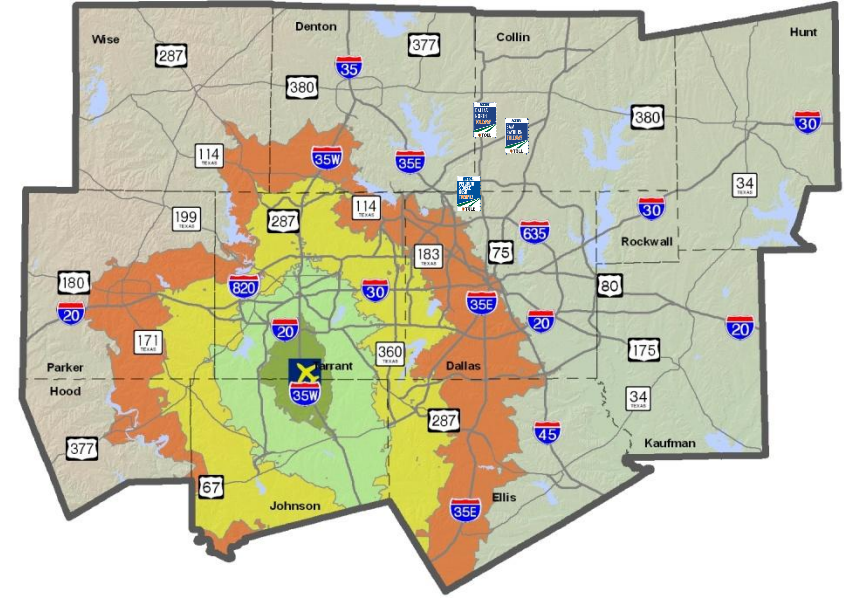 Wise
Denton
Collin
Hunt
287
377
35
380
380
30
114
TEXAS
35W
35E
34
TEXAS
199
TEXAS
287
114
TEXAS
30
635
Rockwall
183
TEXAS
75
180
820
30
80
20
35E
20
20
20
171
TEXAS
360
TEXAS
175
Parker
Tarrant
Dallas
Hood
35W
34
TEXAS
287
45
377
Kaufman
67
Johnson
35E
Ellis